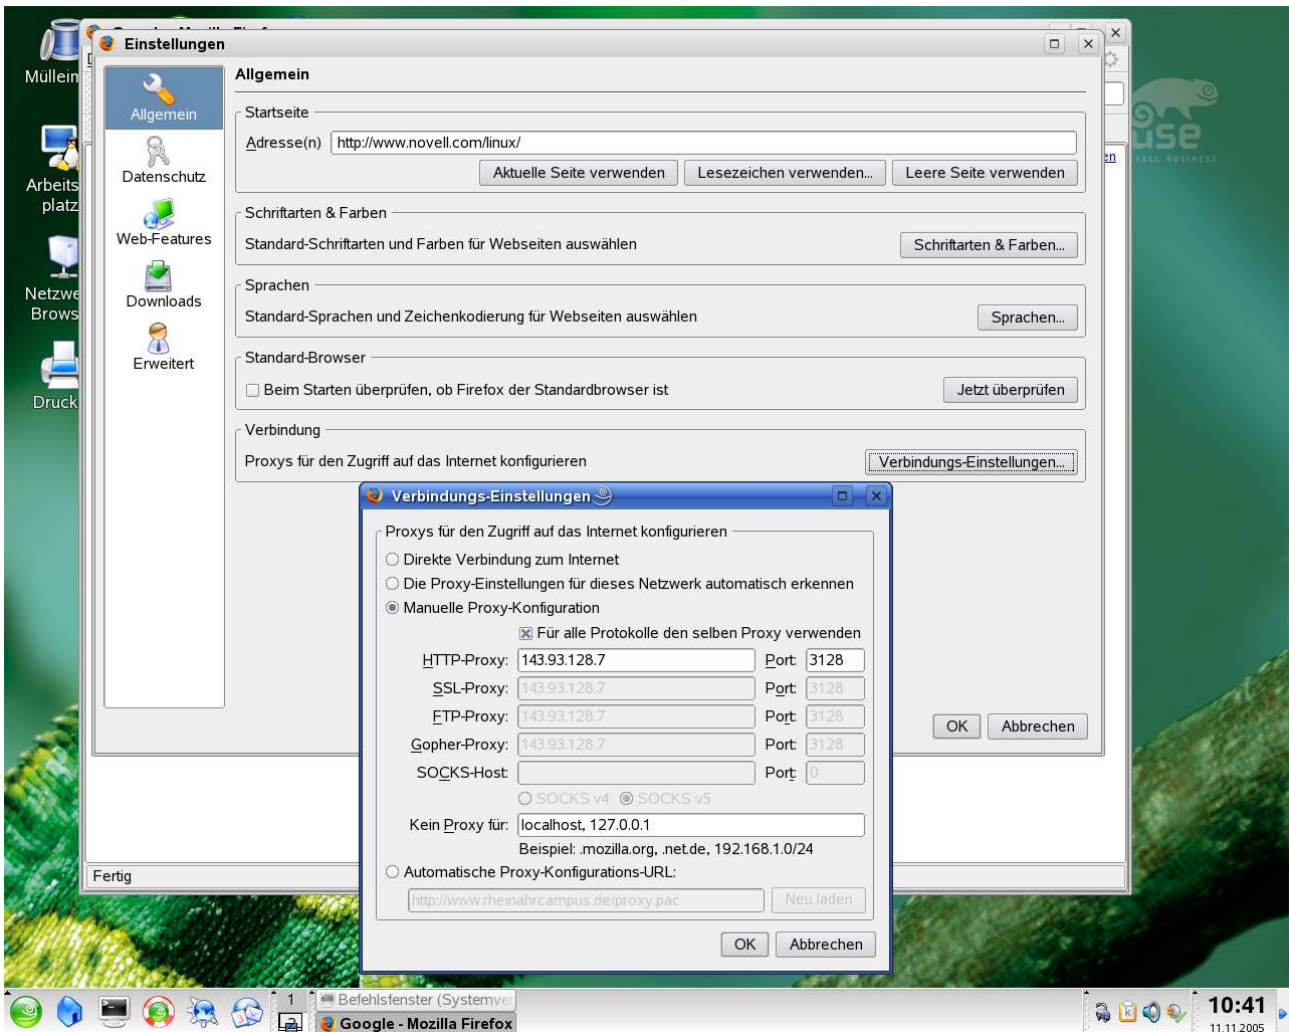 Einstellungen
Müllein
Arbeits
platz
Netzwe
Brows
Druck
Allgemein
Datenschutz
Web-Features
Downloads
Erweitert
Allgemein
Startseite
Adresse(n) http://www.novell.com/linux/
Aktuelle Seite verwenden Lesezeichen verwenden... Leere Seite verwenden
Schriftarten & Farben
Standard-Schriftarten und Farben für Webseiten auswählen Schriftarten & Farben...
Sprachen
Standard-Sprachen und Zeichenkodierung für Webseiten auswählen Sprachen...
Standard-Browser
Beim Starten überprüfen, ob Firefox der Standardbrowser ist Jetzt überprüfen
Verbindung
Proxys für den Zugriff auf das Internet konfigurieren Verbindungs-Einstellungen...
OK Abbrechen
en
use
Verbindungs-Einstellungen
Proxys für den Zugriff auf das Internet konfigurieren
Direkte Verbindung zum Internet
Die Proxy-Einstellungen für dieses Netzwerk automatisch erkennen
Manuelle Proxy-Konfiguration
Für alle Protokolle den selben Proxy verwenden
HTTP-Proxy: 143.93.128.7 Port: 3128
SSL-Proxy: 143.93.128.7 Port: 3128
FTP-Proxy: 143.93.128.7 Port: 3128
Gopher-Proxy: 143.93.128.7 Port: 3128
SOCKS-Host: Port: 0
SOCKS v4 SOCKS v5
Kein Proxy für: localhost, 127.0.0.1
Beispiel: .mozilla.org, .net.de, 192.168.1.0/24
Automatische Proxy-Konfigurations-URL:
http://www.rheinahrcampus.de/proxy.pac Neu laden
OK Abbrechen
Fertig
1
2
Befehlsfenster (Systemve
Google - Mozilla Firefox
10:41
11.11.2005